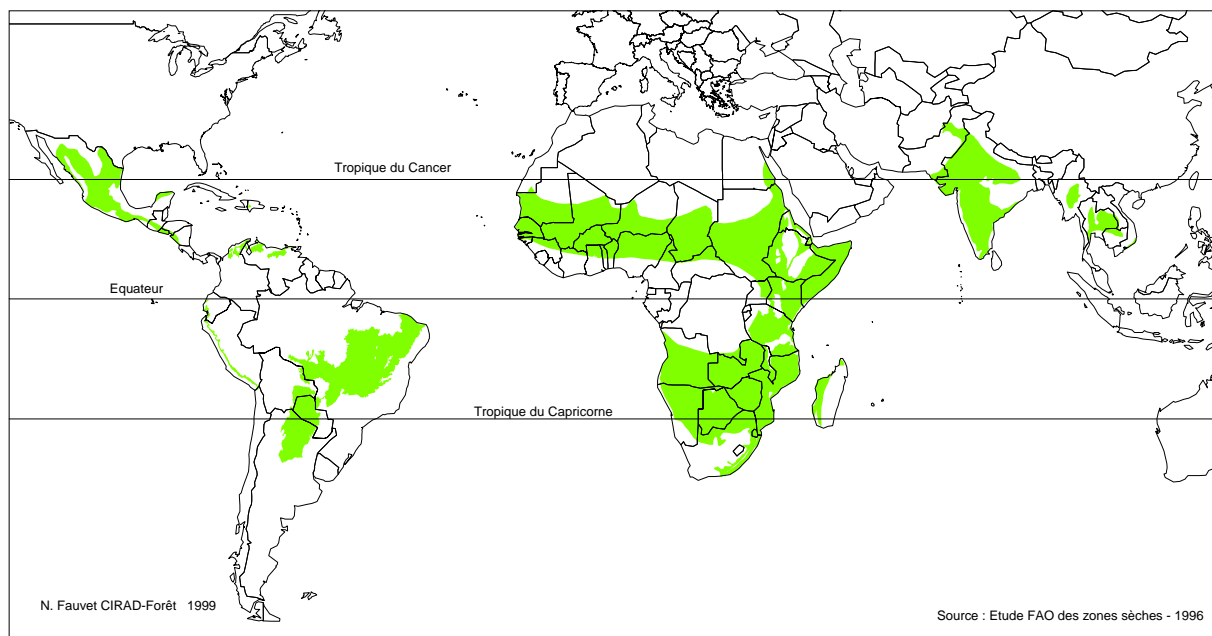 Tropique du Cancer
Equateur
Tropique du Capricorne
N. Fauvet CIRAD-Forêt 1999
Source : Etude FAO des zones sèches - 1996